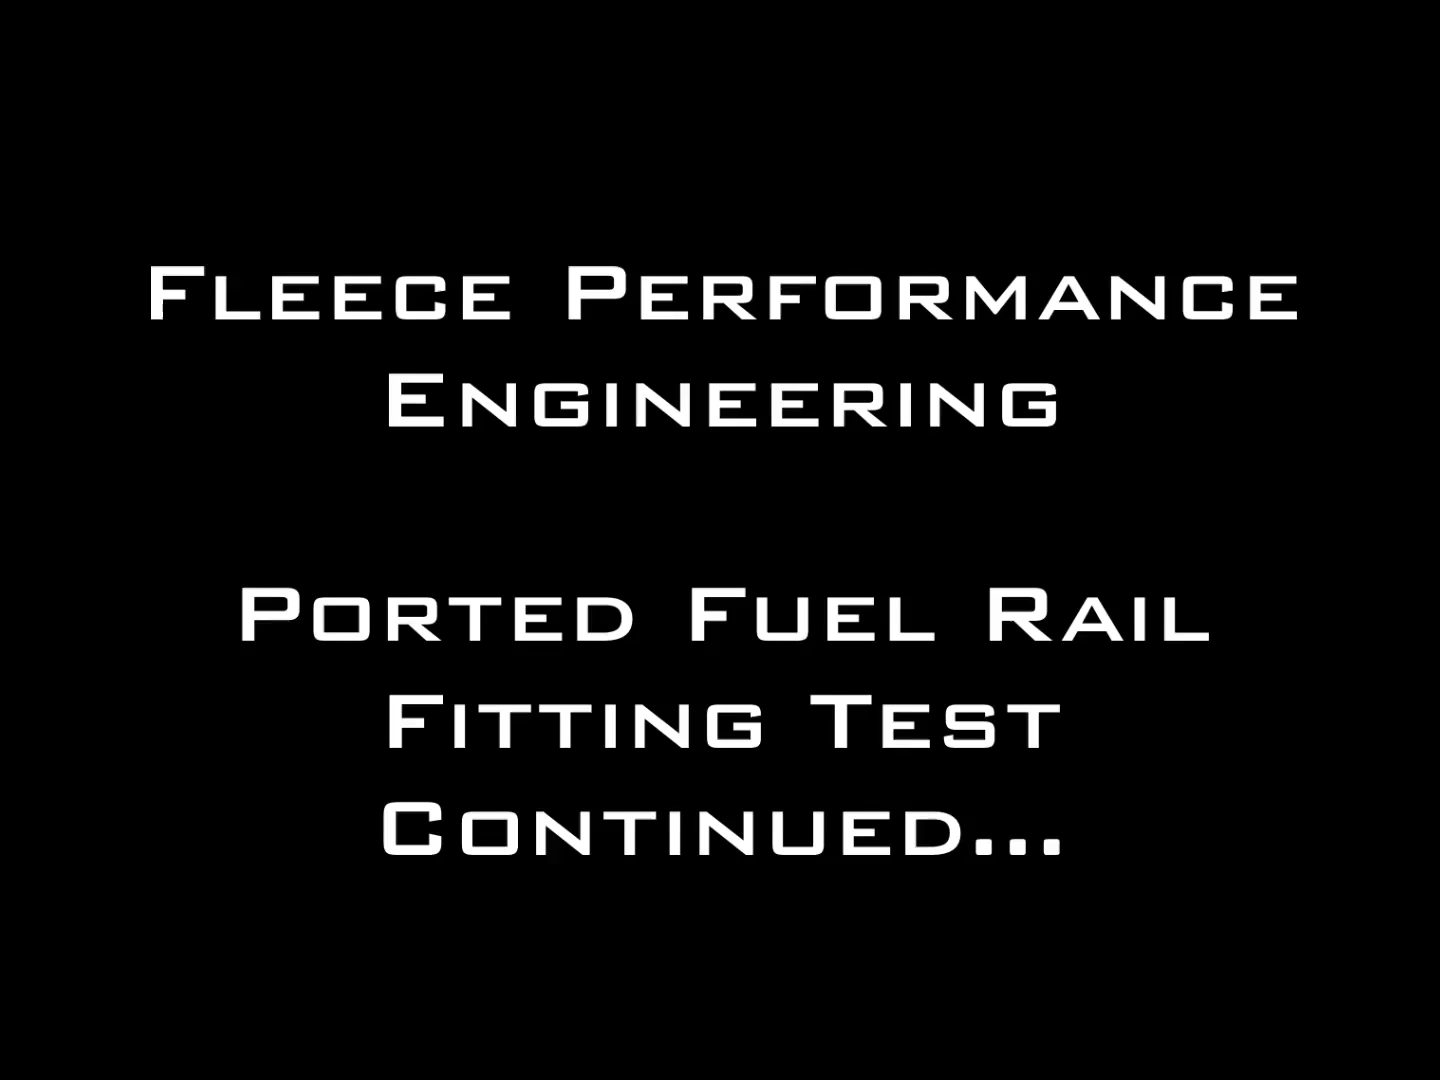 Fleece Performance
Engineering
Ported Fuel Rail
Fitting Test
Continued...